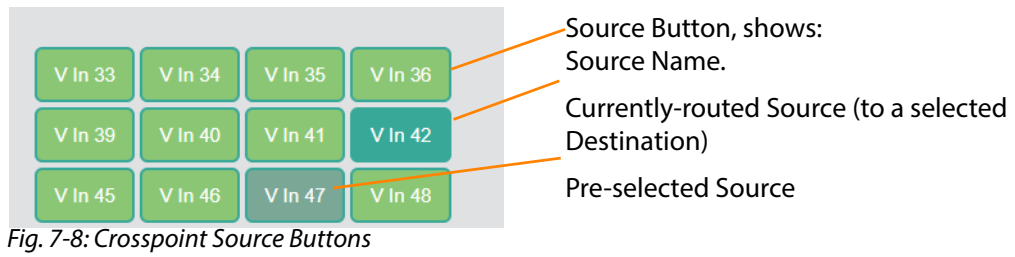 V In 33 V In 34 V In 35 V In 36
V In 39 V In 40 V In 41 V In 42
V In 45 V In 46 V In 47 V In 48
Source Button, shows:
Source Name.
Currently-routed Source (to a selected
Destination)
Pre-selected Source
Fig. 7-8: Crosspoint Source Buttons